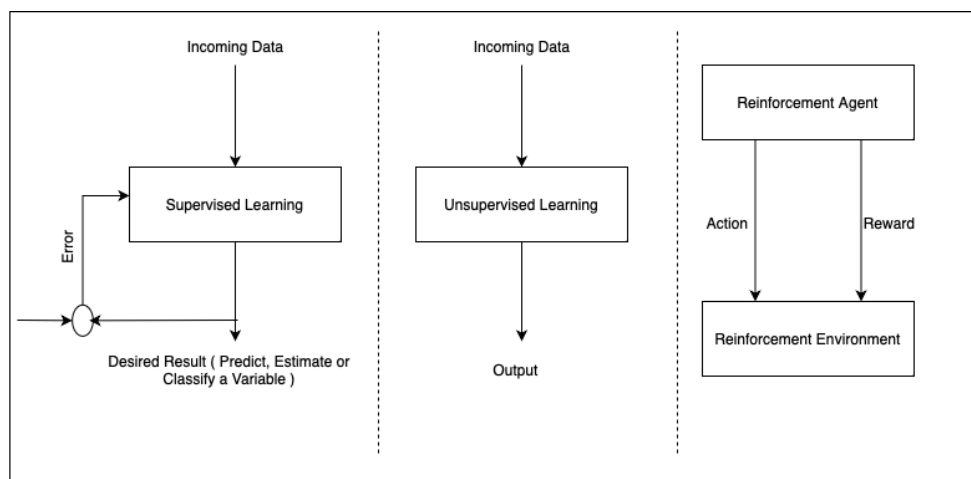 Incoming Data
Supervised Learning
Error
Desired Result ( Predict, Estimate or
Classify a Variable )
Incoming Data
Unsupervised Learning
Output
Reinforcement Agent
Action
Reward
Reinforcement Environment